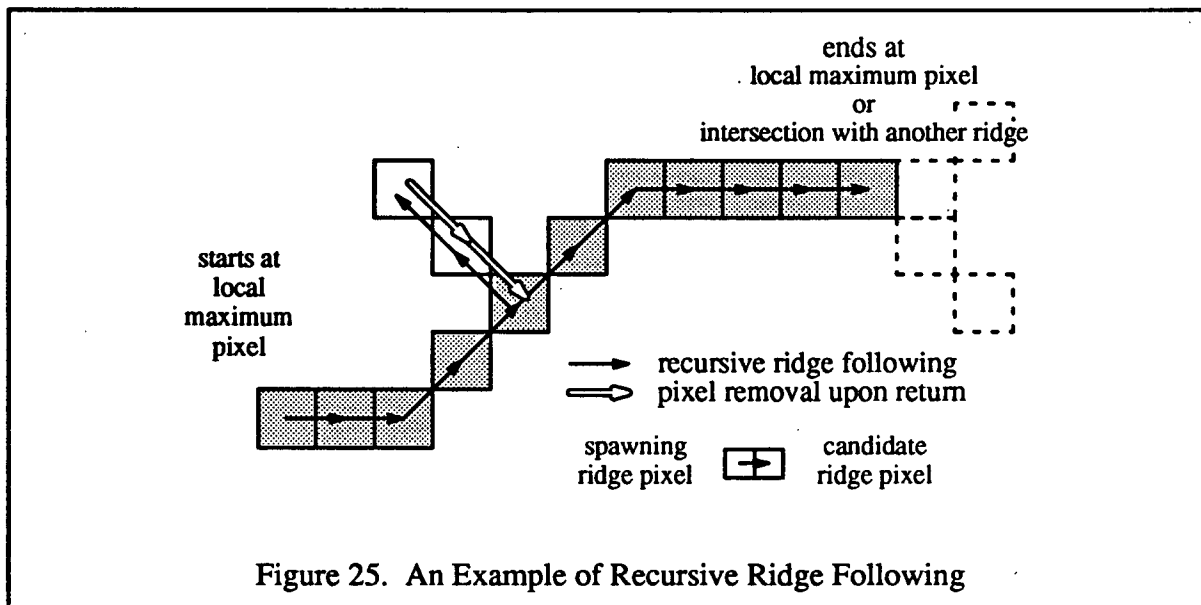 ends at
local maximum pixel
or
intersection with another ridge
starts at
local
maximum
pixel
recursive ridge following
pixel removal upon return
spawning
ridge pixel
candidate
ridge pixel
Figure 25. An Example of Recursive Ridge Following